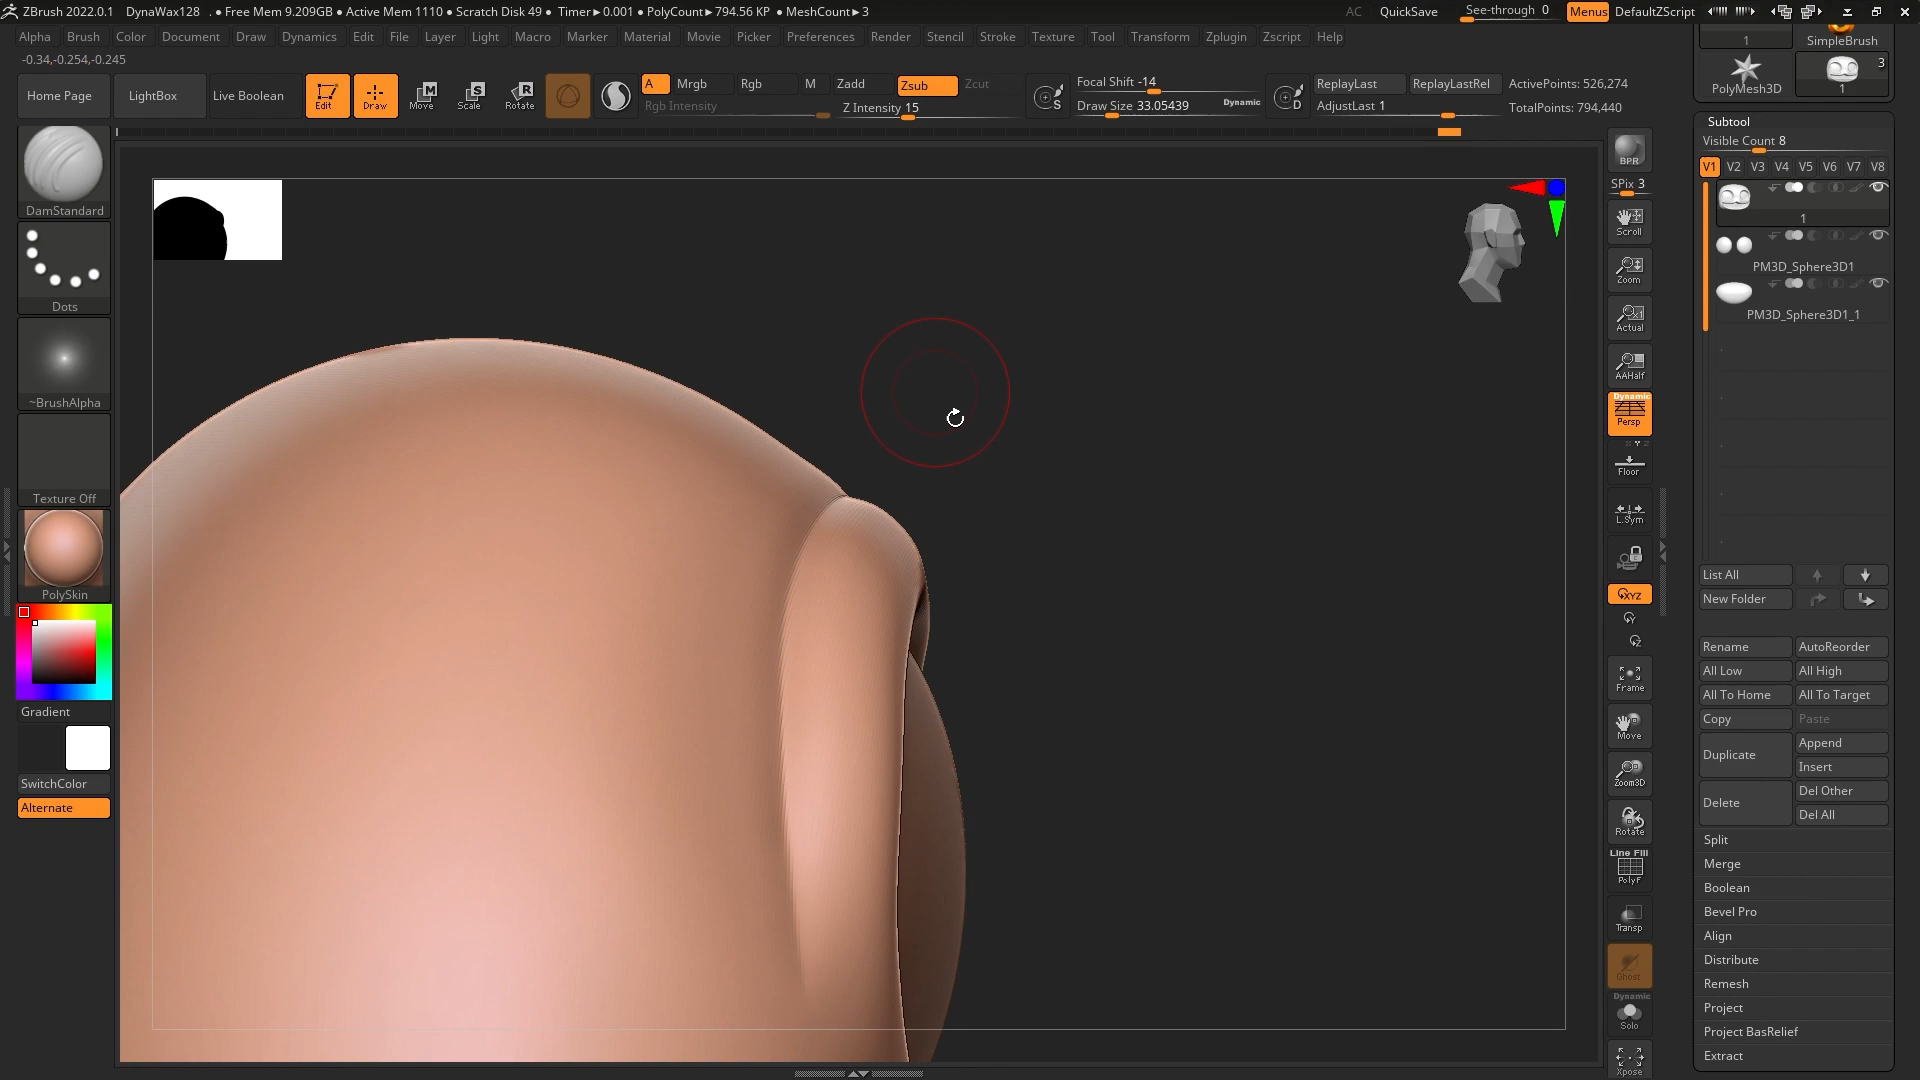 ZBrush 2022.0.1 DynaWax128 . ● Free Mem 9.209GB ● Active Mem 1110 ● Scratch Disk 49 ● Timer►0.001 ● PolyCount►794.56 KP ● MeshCount►3 AC QuickSave See-through 0 Menus DefaultZScript
Alpha Brush Color Document Draw Dynamics Edit File Layer Light Macro Marker Material Movie Picker Preferences Render Stencil Stroke Texture Tool Transform Zplugin Zscript Help
-0.34,-0.254,-0.245
Home Page LightBox Live Boolean Edit Draw Move Scale Rotate
A Mrgb Rgb M Zadd Zsub Zcut
Rgb Intensity Z Intensity 15
Focal Shift -14
Draw Size 33.05439 Dynamic
S
D
ReplayLast ReplayLastRel
AdjustLast 1
ActivePoints: 526,274
TotalPoints: 794,440
DamStandard
Dots
~BrushAlpha
Texture Off
PolySkin
Gradient
SwitchColor
Alternate
BPR
SPix 3
Scroll
Zoom
Actual
AAHalf
Dynamic
Persp
Floor
L.Sym
XYZ
Y
Z
Frame
Move
Zoom3D
Rotate
Line Fill
PolyF
Transp
Ghost
Dynamic
Solo
Xpose
1
SimpleBrush
PolyMesh3D
3
1
Subtool
Visible Count 8
V1 V2 V3 V4 V5 V6 V7 V8
1
PM3D_Sphere3D1
PM3D_Sphere3D1_1
List All
New Folder
Rename AutoReorder
All Low All High
All To Home All To Target
Copy Paste
Duplicate Append
Insert
Delete Del Other
Del All
Split
Merge
Boolean
Bevel Pro
Align
Distribute
Remesh
Project
Project BasRelief
Extract